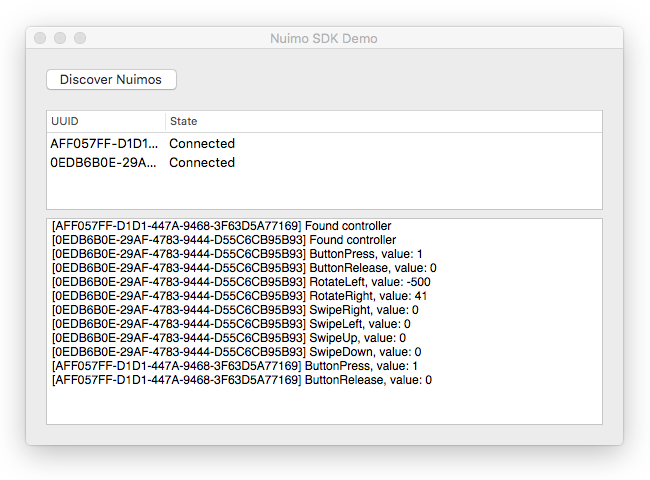 Nuimo SDK Demo
Discover Nuimos
UUID State
AFF057FF-D1D1... Connected
0EDB6B0E-29A... Connected
[AFF057FF-D1D1-447A-9468-3F63D5A77169] Found controller
[0EDB6B0E-29AF-4783-9444-D55C6CB95B93] Found controller
[0EDB6B0E-29AF-4783-9444-D55C6CB95B93] ButtonPress, value: 1
[0EDB6B0E-29AF-4783-9444-D55C6CB95B93] ButtonRelease, value: 0
[0EDB6B0E-29AF-4783-9444-D55C6CB95B93] RotateLeft, value: -500
[0EDB6B0E-29AF-4783-9444-D55C6CB95B93] RotateRight, value: 41
[0EDB6B0E-29AF-4783-9444-D55C6CB95B93] SwipeRight, value: 0
[0EDB6B0E-29AF-4783-9444-D55C6CB95B93] SwipeLeft, value: 0
[0EDB6B0E-29AF-4783-9444-D55C6CB95B93] SwipeUp, value: 0
[0EDB6B0E-29AF-4783-9444-D55C6CB95B93] SwipeDown, value: 0
[AFF057FF-D1D1-447A-9468-3F63D5A77169] ButtonPress, value: 1
[AFF057FF-D1D1-447A-9468-3F63D5A77169] ButtonRelease, value: 0